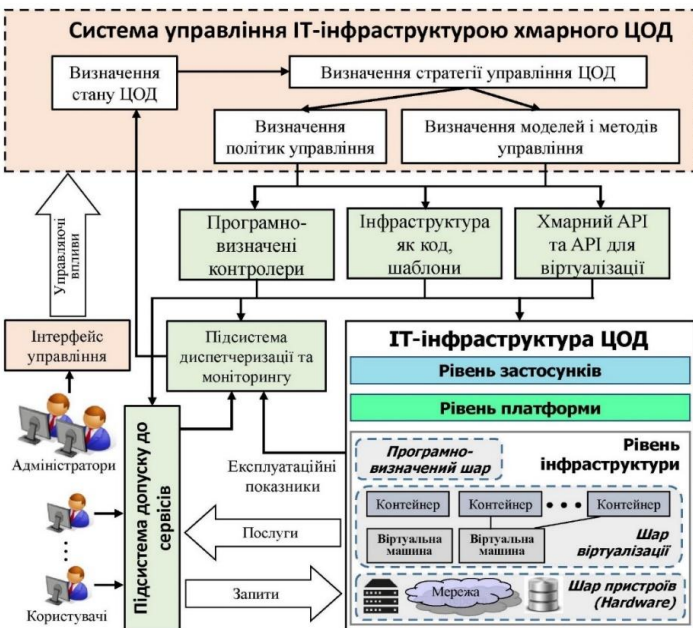 Система управління ІТ-інфраструктурою хмарного ЦОД
Визначення
стану ЦОД
Визначення стратегії управління ЦОД
Визначення
політик управління
Визначення моделей і методів
управління
Управляючі
впливи
Програмно-
визначені
контролери
Інфраструктура
як код,
шаблони
Хмарний АРІ
та АРІ для
віртуалізації
Інтерфейс
управління
Підсистема
диспетчеризації та
моніторингу
ІТ-інфраструктура ЦОД
Рівень застосунків
Рівень платформи
Рівень
інфраструктури
Програмно-
визначений шар
Контейнер
Контейнер
Контейнер
Віртуальна
машина
Віртуальна
машина
Шар
віртуалізації
Мережа
Шар пристроїв
(Hardware)
Адміністратори
Підсистема допуску до
сервісів
Експлуатаційні
показники
Послуги
Запити
Користувачі